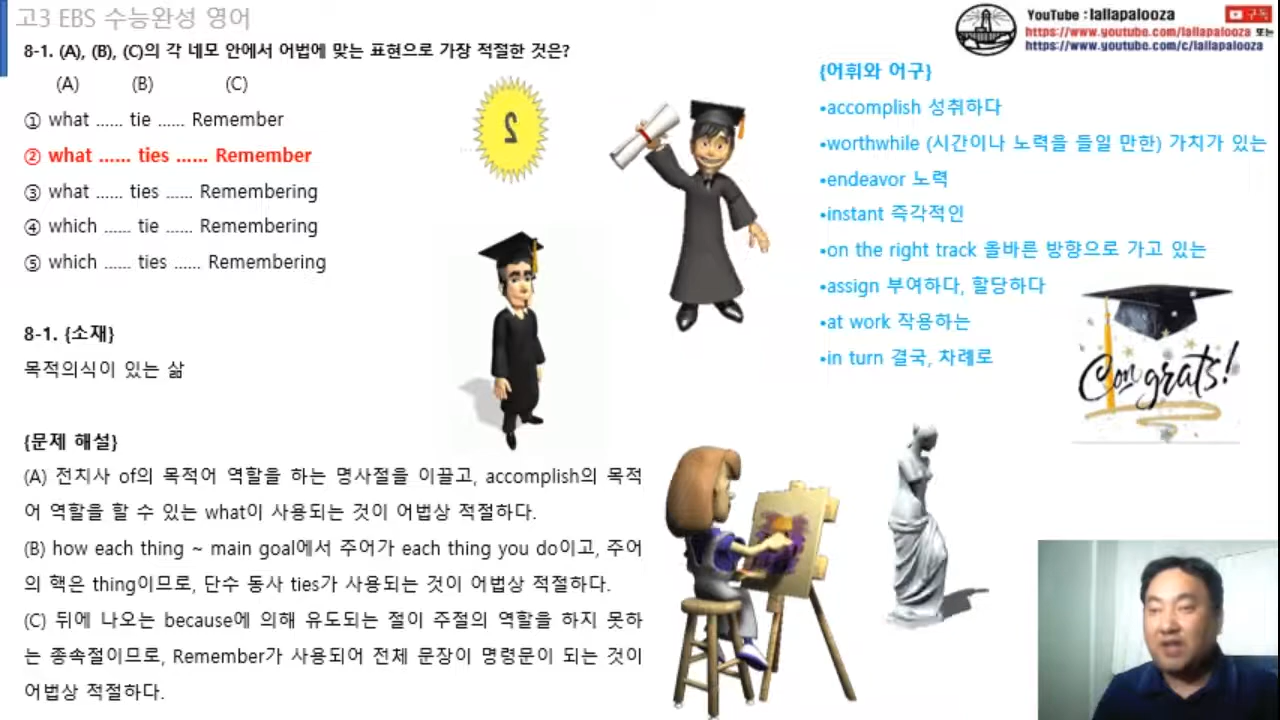 고3 EBS 수능완성 영어
8-1. (A), (B), (C)의 각 네모 안에서 어법에 맞는 표현으로 가장 적절한 것은?
(A) (B) (C)
① what ...... tie ...... Remember
② what ...... ties ...... Remember
③ what ...... ties ...... Remembering
④ which ...... tie ...... Remembering
⑤ which ...... ties ...... Remembering
8-1. {소재}
목적의식이 있는 삶
{문제 해설}
(A) 전치사 of의 목적어 역할을 하는 명사절을 이끌고, accomplish의 목적
어 역할을 할 수 있는 what이 사용되는 것이 어법상 적절하다.
(B) how each thing ~ main goal에서 주어가 each thing you do이고, 주어
의 핵은 thing이므로, 단수 동사 ties가 사용되는 것이 어법상 적절하다.
(C) 뒤에 나오는 because에 의해 유도되는 절이 주절의 역할을 하지 못하
는 종속절이므로, Remember가 사용되어 전체 문장이 명령문이 되는 것이
어법상 적절하다.
2
YouTube : lallapalooza
구독
https://www.youtube.com/lallapalooza 또는
https://www.youtube.com/c/lallapalooza
{어휘와 어구}
•accomplish 성취하다
•worthwhile (시간이나 노력을 들일 만한) 가치가 있는
•endeavor 노력
•instant 즉각적인
•on the right track 올바른 방향으로 가고 있는
•assign 부여하다, 할당하다
•at work 작용하는
•in turn 결국, 차례로
Congrats!